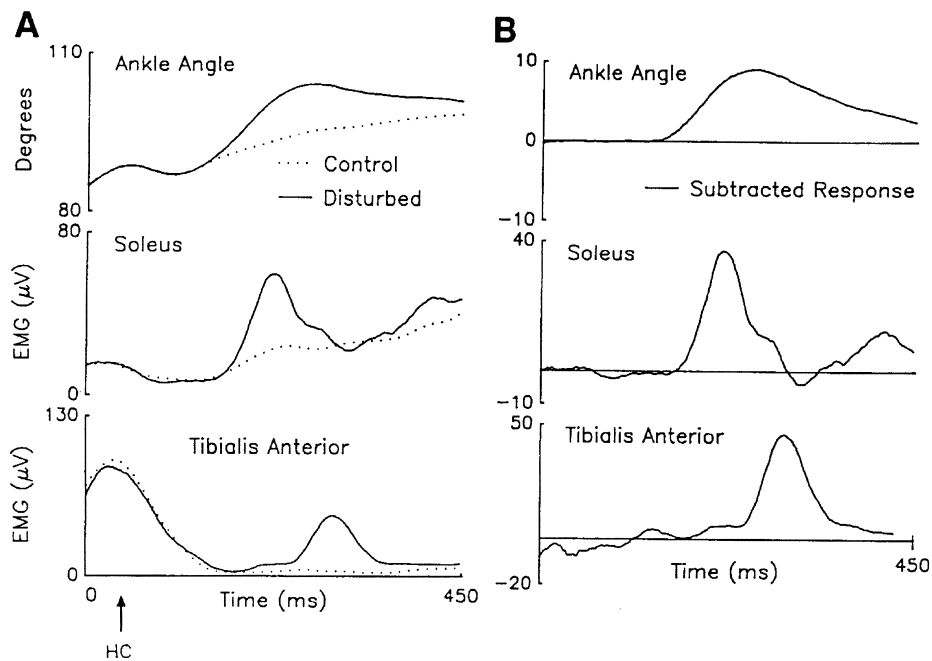 A
110
Ankle Angle
Degrees
Control
Disturbed
80
80
Soleus
EMG (μV)
0
130
Tibialis Anterior
EMG (μV)
0
0
Time (ms)
450
HC
B
10
Ankle Angle
0
Subtracted Response
-10
40
Soleus
-10
50
Tibialis Anterior
-20
Time (ms)
450